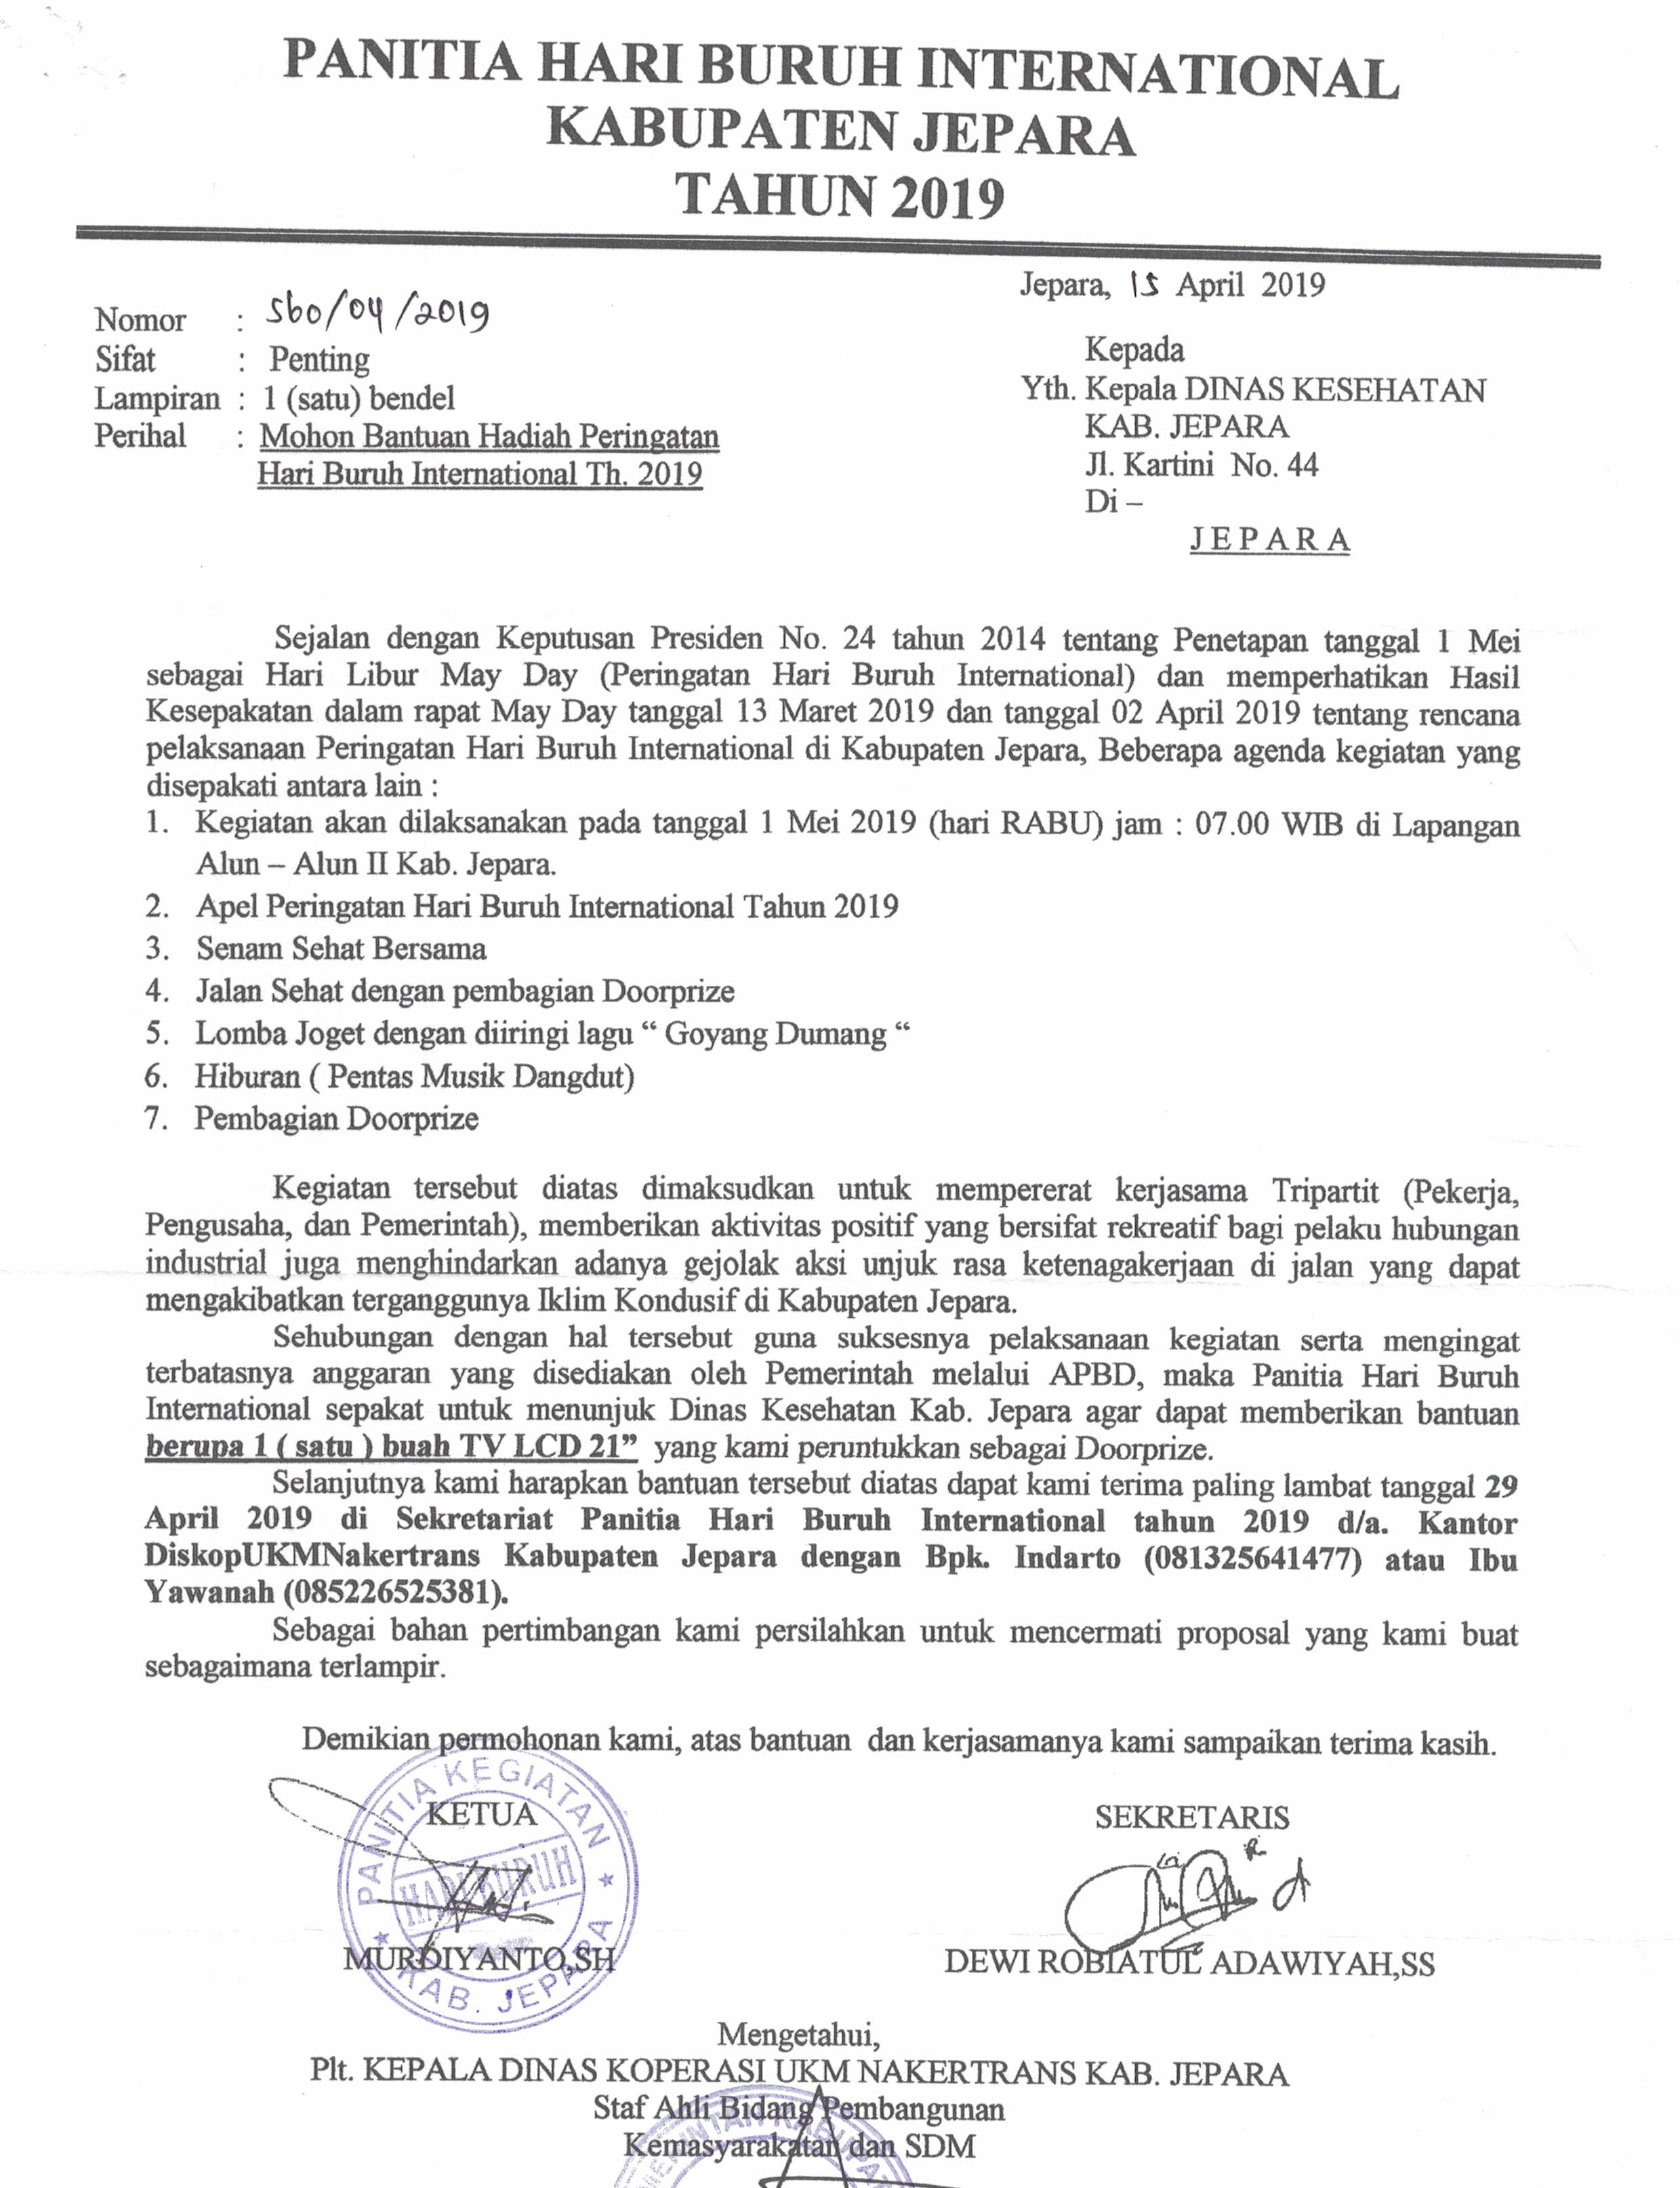 PANITIA HARI BURUH INTERNATIONAL
KABUPATEN JEPARA
TAHUN 2019
Jepara, 15 April 2019
Nomor : 560/04/2019
Sifat : Penting
Lampiran : 1 (satu) bendel
Perihal : Mohon Bantuan Hadiah Peringatan
Hari Buruh International Th. 2019
Kepada
Yth. Kepala DINAS KESEHATAN
KAB. JEPARA
Jl. Kartini No. 44
Di –
J E P A R A
Sejalan dengan Keputusan Presiden No. 24 tahun 2014 tentang Penetapan tanggal 1 Mei
sebagai Hari Libur May Day (Peringatan Hari Buruh International) dan memperhatikan Hasil
Kesepakatan dalam rapat May Day tanggal 13 Maret 2019 dan tanggal 02 April 2019 tentang rencana
pelaksanaan Peringatan Hari Buruh International di Kabupaten Jepara, Beberapa agenda kegiatan yang
disepakati antara lain :
1. Kegiatan akan dilaksanakan pada tanggal 1 Mei 2019 (hari RABU) jam : 07.00 WIB di Lapangan
Alun – Alun II Kab. Jepara.
2. Apel Peringatan Hari Buruh International Tahun 2019
3. Senam Sehat Bersama
4. Jalan Sehat dengan pembagian Doorprize
5. Lomba Joget dengan diiringi lagu “ Goyang Dumang “
6. Hiburan ( Pentas Musik Dangdut)
7. Pembagian Doorprize
Kegiatan tersebut diatas dimaksudkan untuk mempererat kerjasama Tripartit (Pekerja,
Pengusaha, dan Pemerintah), memberikan aktivitas positif yang bersifat rekreatif bagi pelaku hubungan
industrial juga menghindarkan adanya gejolak aksi unjuk rasa ketenagakerjaan di jalan yang dapat
mengakibatkan terganggunya Iklim Kondusif di Kabupaten Jepara.
Sehubungan dengan hal tersebut guna suksesnya pelaksanaan kegiatan serta mengingat
terbatasnya anggaran yang disediakan oleh Pemerintah melalui APBD, maka Panitia Hari Buruh
International sepakat untuk menunjuk Dinas Kesehatan Kab. Jepara agar dapat memberikan bantuan
berupa 1 ( satu ) buah TV LCD 21” yang kami peruntukkan sebagai Doorprize.
Selanjutnya kami harapkan bantuan tersebut diatas dapat kami terima paling lambat tanggal 29
April 2019 di Sekretariat Panitia Hari Buruh International tahun 2019 d/a. Kantor
DiskopUKMNakertrans Kabupaten Jepara dengan Bpk. Indarto (081325641477) atau Ibu
Yawanah (085226525381).
Sebagai bahan pertimbangan kami persilahkan untuk mencermati proposal yang kami buat
sebagaimana terlampir.
Demikian permohonan kami, atas bantuan dan kerjasamanya kami sampaikan terima kasih.
KETUA
SEKRETARIS
PANITIA KEGIATAN
HARI BURUH
KAB. JEPARA
MURDIYANTO,SH
DEWI ROBIATUL ADAWIYAH,SS
Mengetahui,
Plt. KEPALA DINAS KOPERASI UKM NAKERTRANS KAB. JEPARA
Staf Ahli Bidang Pembangunan
Kemasyarakatan dan SDM